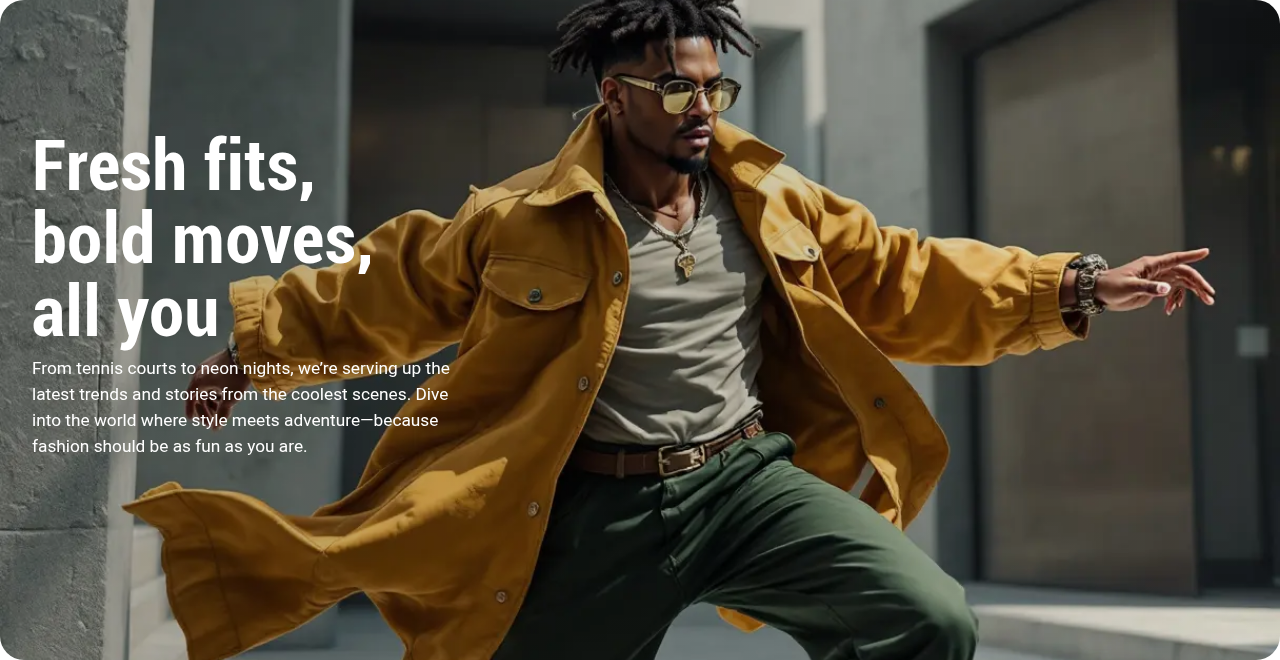 Fresh fits,
bold moves,
all you
From tennis courts to neon nights, we’re serving up the
latest trends and stories from the coolest scenes. Dive
into the world where style meets adventure—because
fashion should be as fun as you are.